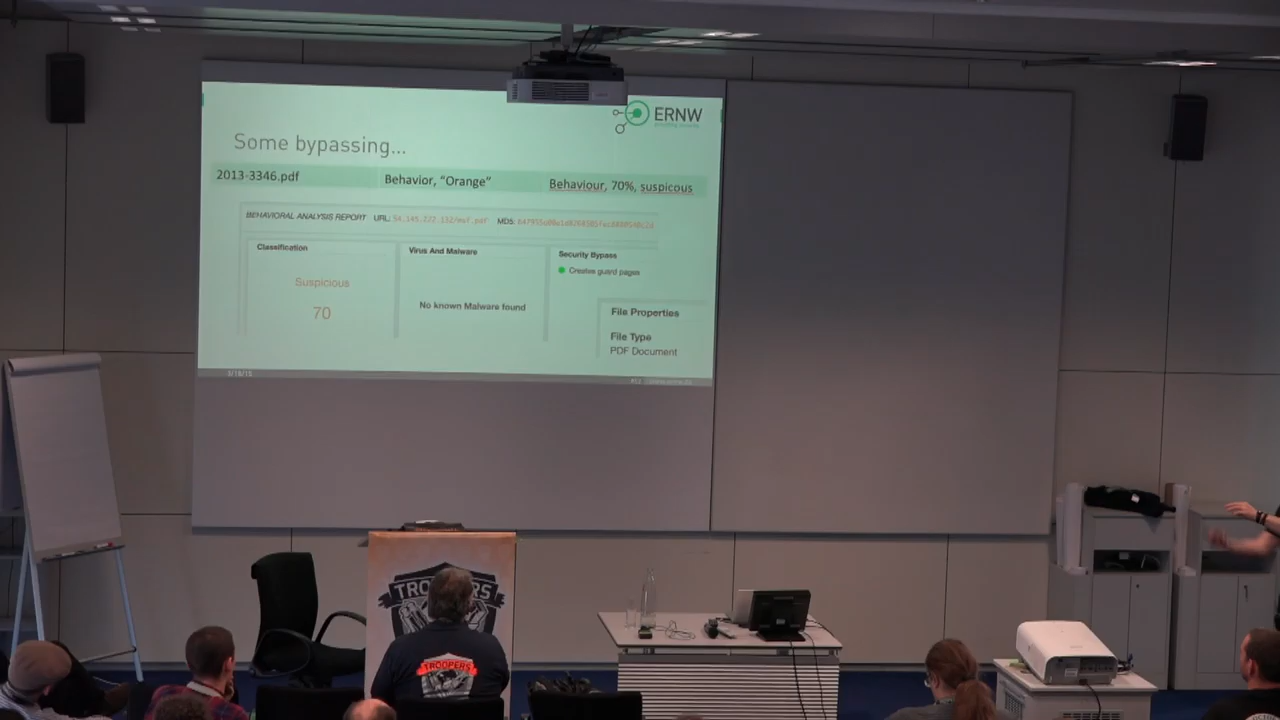 ERNW
Some bypassing...
2013-3346.pdf Behavior, "Orange" Behaviour, 70%, suspicous
BEHAVIORAL ANALYSIS REPORT URL: MD5:
Classification Virus And Malware Security Bypass
Creates guard pages
Suspicious
70
No known Malware found
File Properties
File Type
PDF Document
TROOPERS
TROOPERS